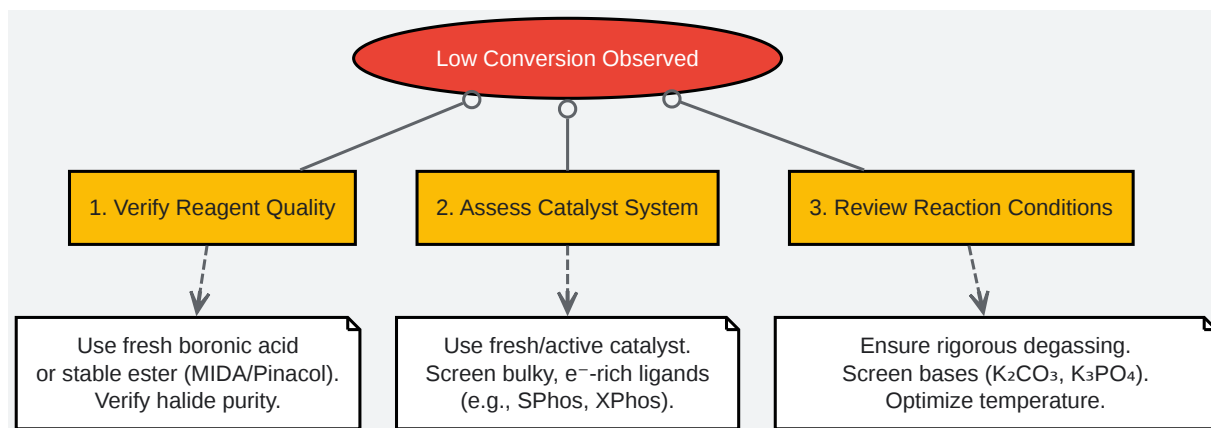 Low Conversion Observed
1. Verify Reagent Quality
2. Assess Catalyst System
3. Review Reaction Conditions
Use fresh boronic acid
or stable ester (MIDA/Pinacol).
Verify halide purity.
Use fresh/active catalyst.
Screen bulky, e⁻-rich ligands
(e.g., SPhos, XPhos).
Ensure rigorous degassing.
Screen bases (K₂CO₃, K₃PO₄).
Optimize temperature.